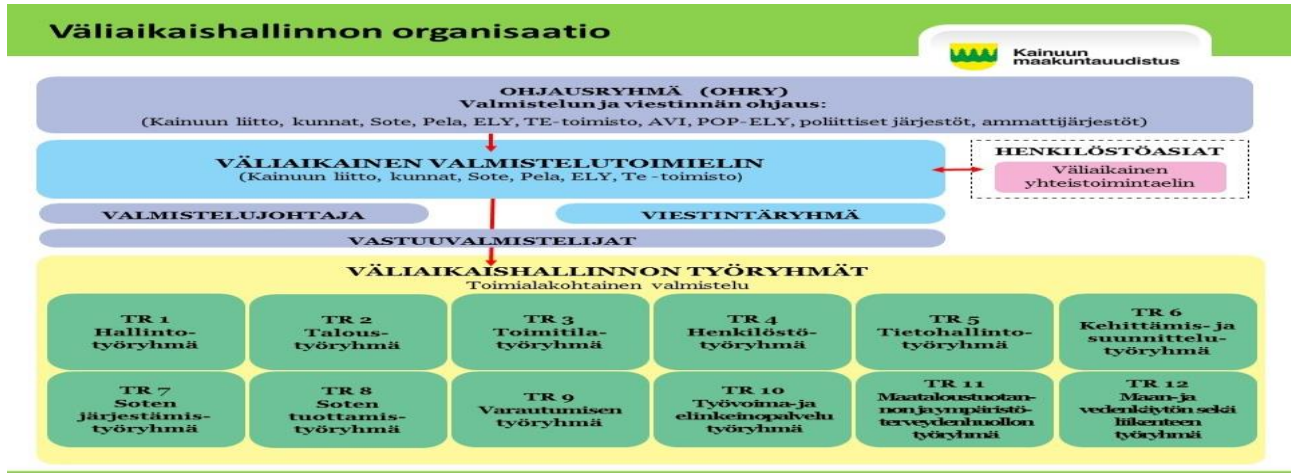 Väliaikaishallinnon organisaatio
Kainuun
maakuntauudistus
OHJAUSRYHMÄ (OHRY)
Valmistelun ja viestinnän ohjaus:
(Kainuun liitto, kunnat, Sote, Pela, ELY, TE-toimisto, AVI, POP-ELY, poliittiset järjestöt, ammattijärjestöt)
VÄLIAIKAINEN VALMISTELUTOIMIELIN
(Kainuun liitto, kunnat, Sote, Pela, ELY, Te -toimisto)
HENKILÖSTÖASIAT
Väliaikainen
yhteistoimintaelin
VALMISTELUJOHTAJA
VIESTINTÄRYHMÄ
VASTUUVALMISTELIJAT
VÄLIAIKAISHALLINNON TYÖRYHMÄT
Toimialakohtainen valmistelu
TR 1
Hallinto-
työryhmä
TR 2
Talous-
työryhmä
TR 3
Toimitila-
työryhmä
TR 4
Henkilöstö-
työryhmä
TR 5
Tietohallinto-
työryhmä
TR 6
Kehittämis- ja
suunnittelu-
työryhmä
TR 7
Soten
järjestämis-
työryhmä
TR 8
Soten
tuottamis-
työryhmä
TR 9
Varautumisen
työryhmä
TR 10
Työvoima-ja
elinkeinopalvelu
työryhmä
TR 11
Maataloustuotan-
non ja ympäristö-
terveydenhuollon
työryhmä
TR 12
Maan-ja
vedenkäytön sekä
liikenteen
työryhmä